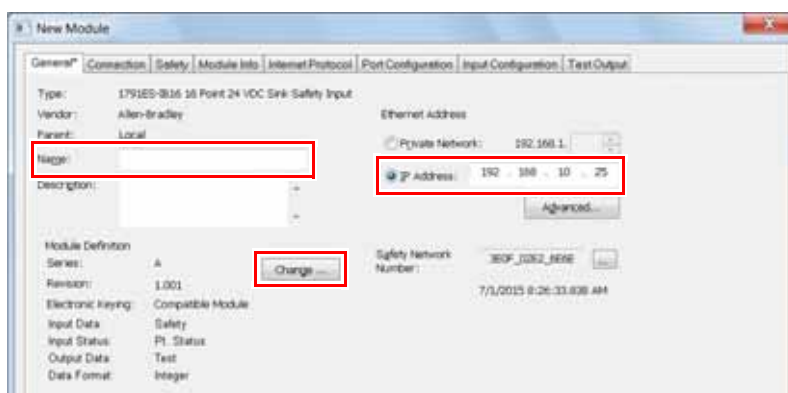 New Module
General* Connection Safety Module Info Internet Protocol Port Configuration Input Configuration Test Output
Type: 1791ES-IB16 16 Point 24 VDC Sink Safety Input
Vendor: Allen-Bradley
Parent: Local
Name:
Description:
Ethernet Address
Private Network: 192.168.1.
IP Address: 192 . 168 . 10 . 25
Advanced...
Module Definition
Series: A
Change ...
Revision: 1.001
Electronic Keying: Compatible Module
Input Data: Safety
Input Status: Pt. Status
Output Data: Test
Data Format: Integer
Safety Network Number:
...
7/1/2015 8:26:33.838 AM